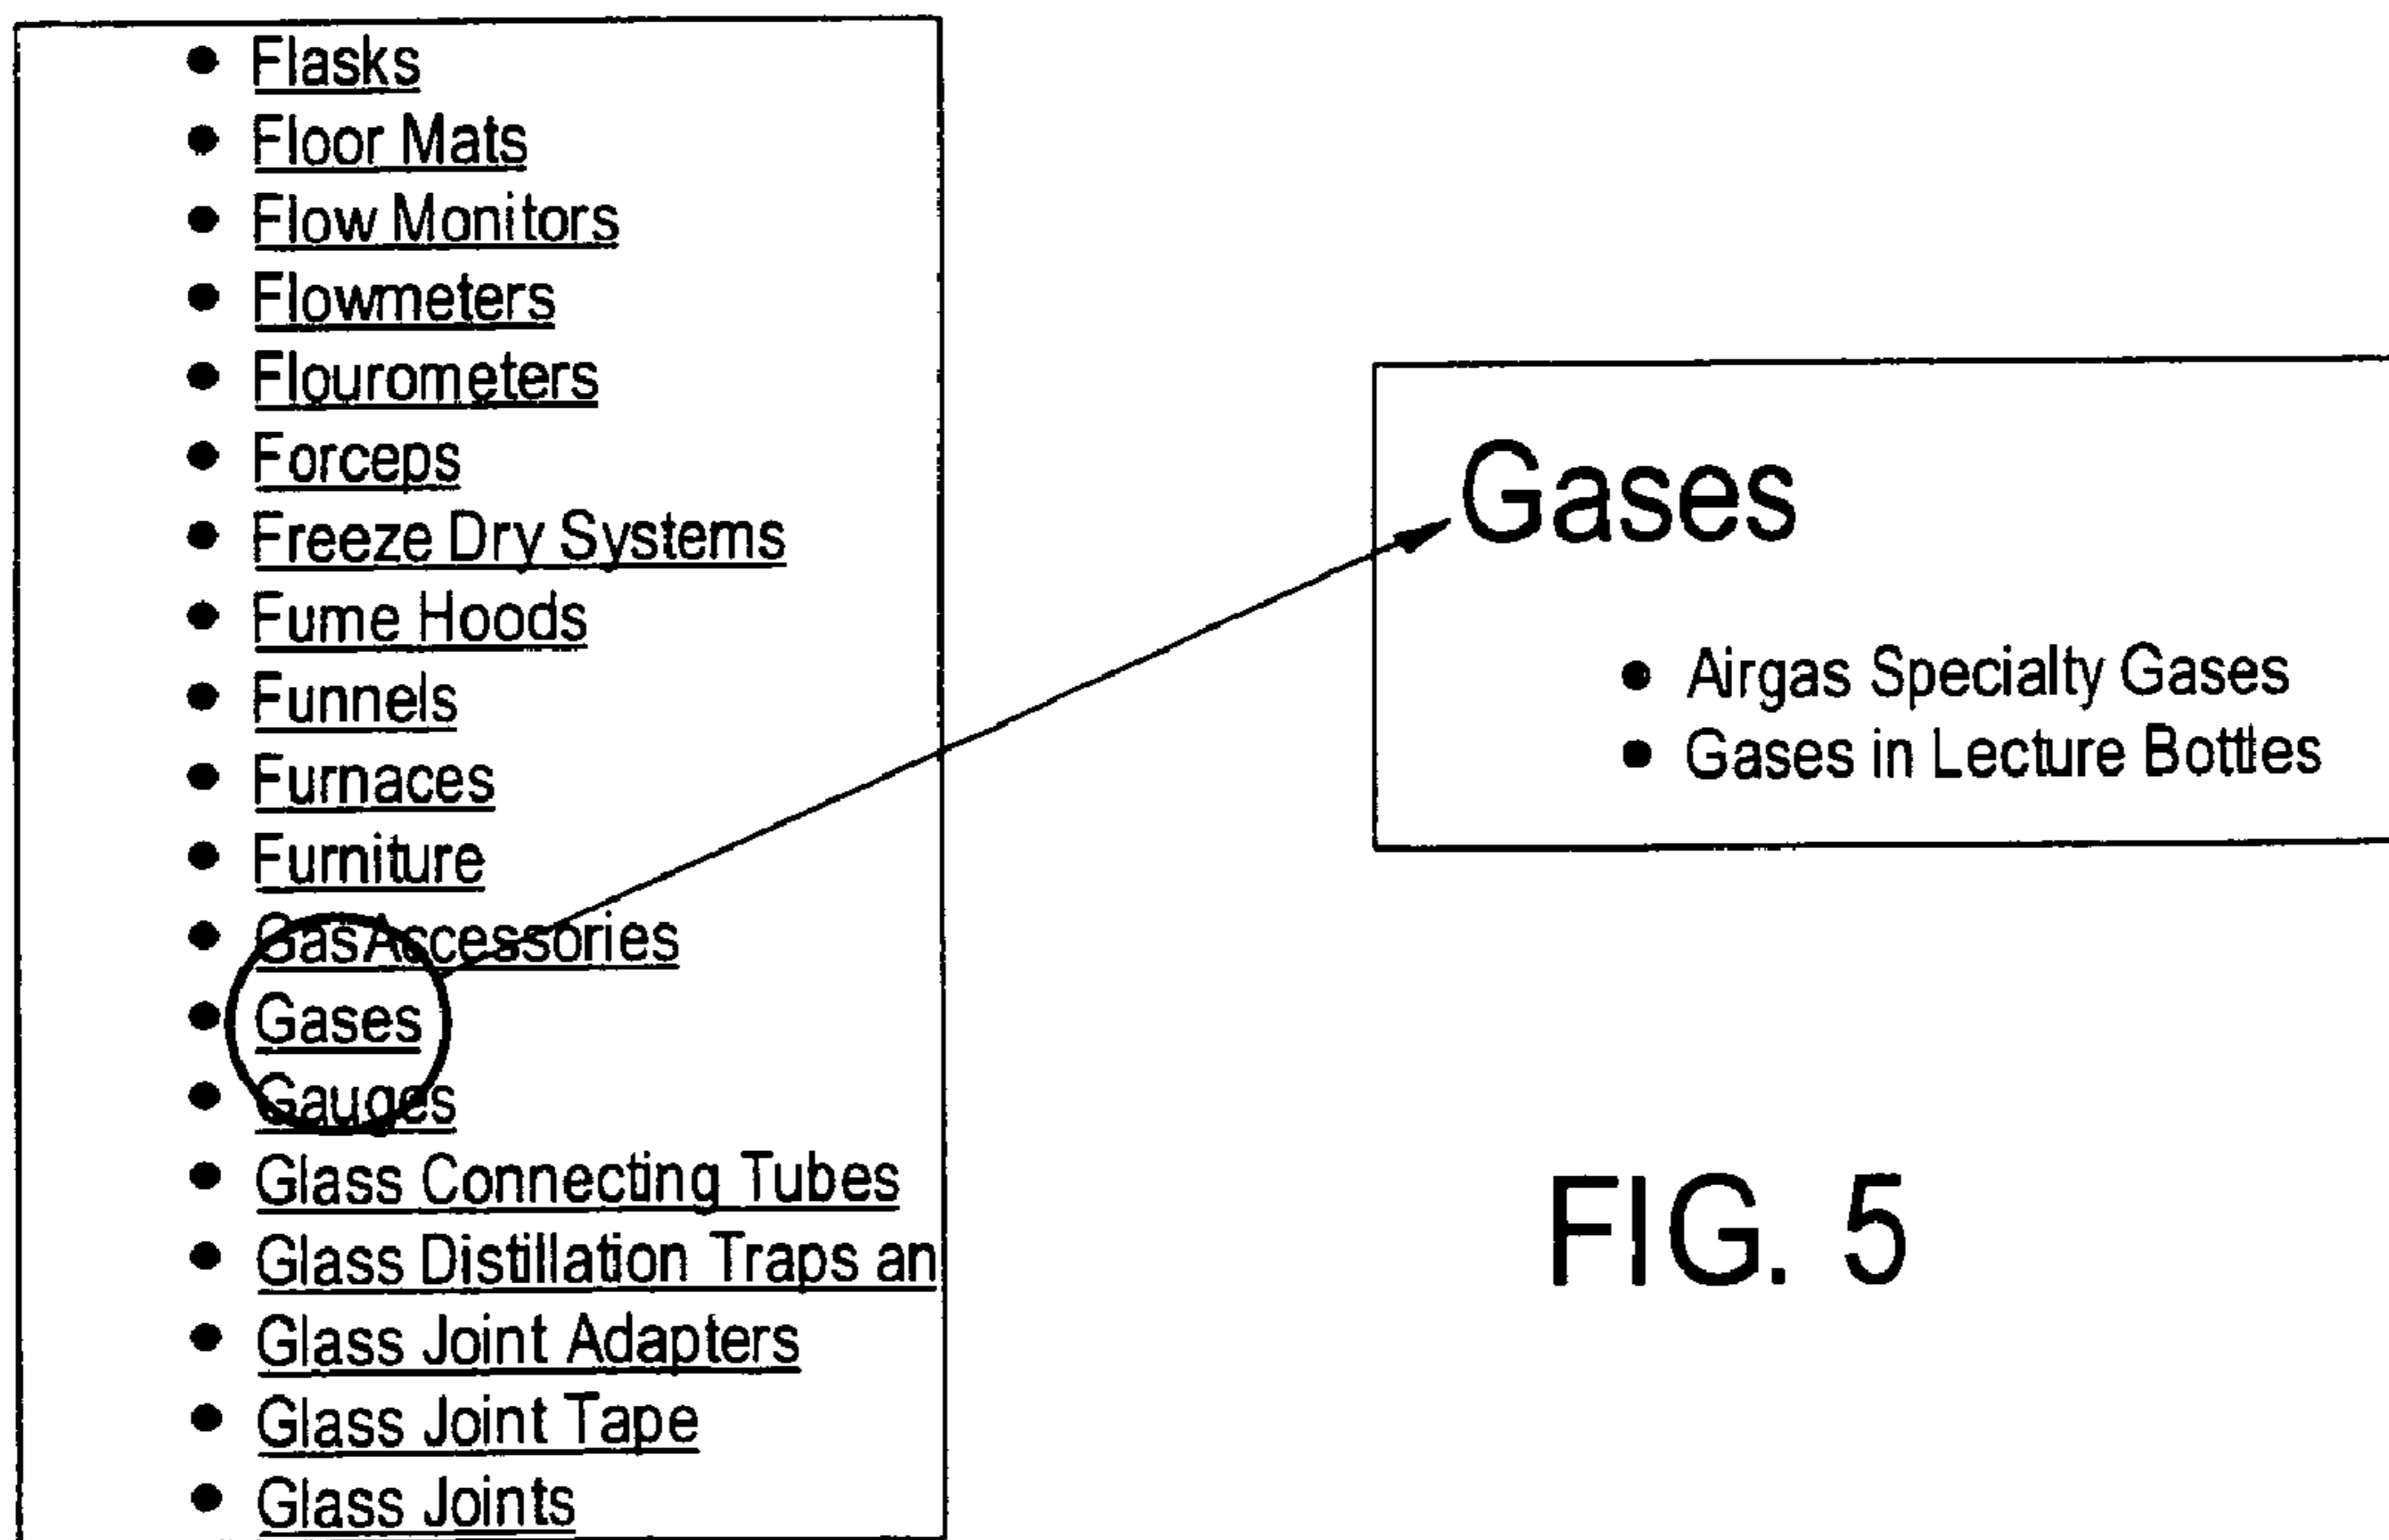 • Flasks
• Floor Mats
• Flow Monitors
• Flowmeters
• Flourometers
• Forceps
• Freeze Dry Systems
• Fume Hoods
• Funnels
• Furnaces
• Furniture
• Gas Accessories
• Gases
• Gauges
• Glass Connecting Tubes
• Glass Distillation Traps an
• Glass Joint Adapters
• Glass Joint Tape
• Glass Joints
Gases
• Airgas Specialty Gases
• Gases in Lecture Bottles
FIG. 5